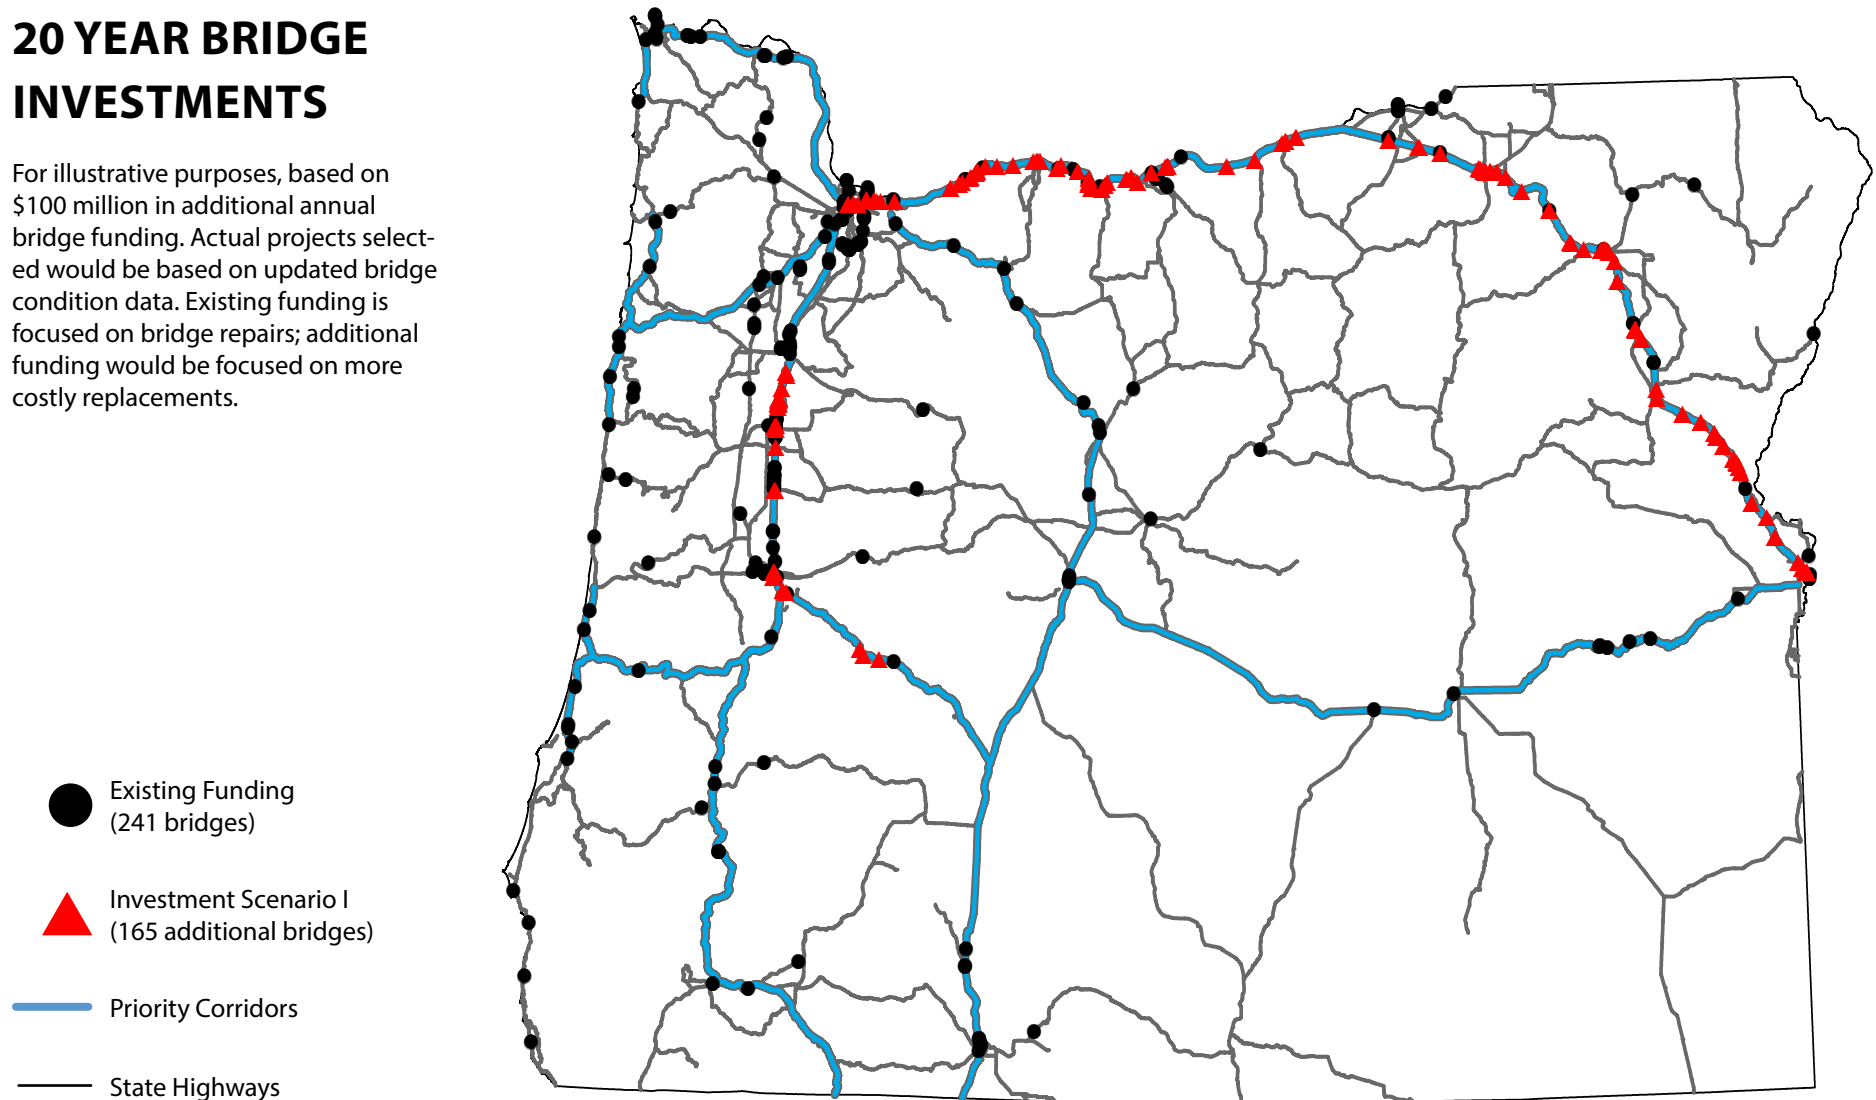 20 YEAR BRIDGE
INVESTMENTS
For illustrative purposes, based on
$100 million in additional annual
bridge funding. Actual projects select-
ed would be based on updated bridge
condition data. Existing funding is
focused on bridge repairs; additional
funding would be focused on more
costly replacements.
Existing Funding
(241 bridges)
Investment Scenario I
(165 additional bridges)
Priority Corridors
State Highways